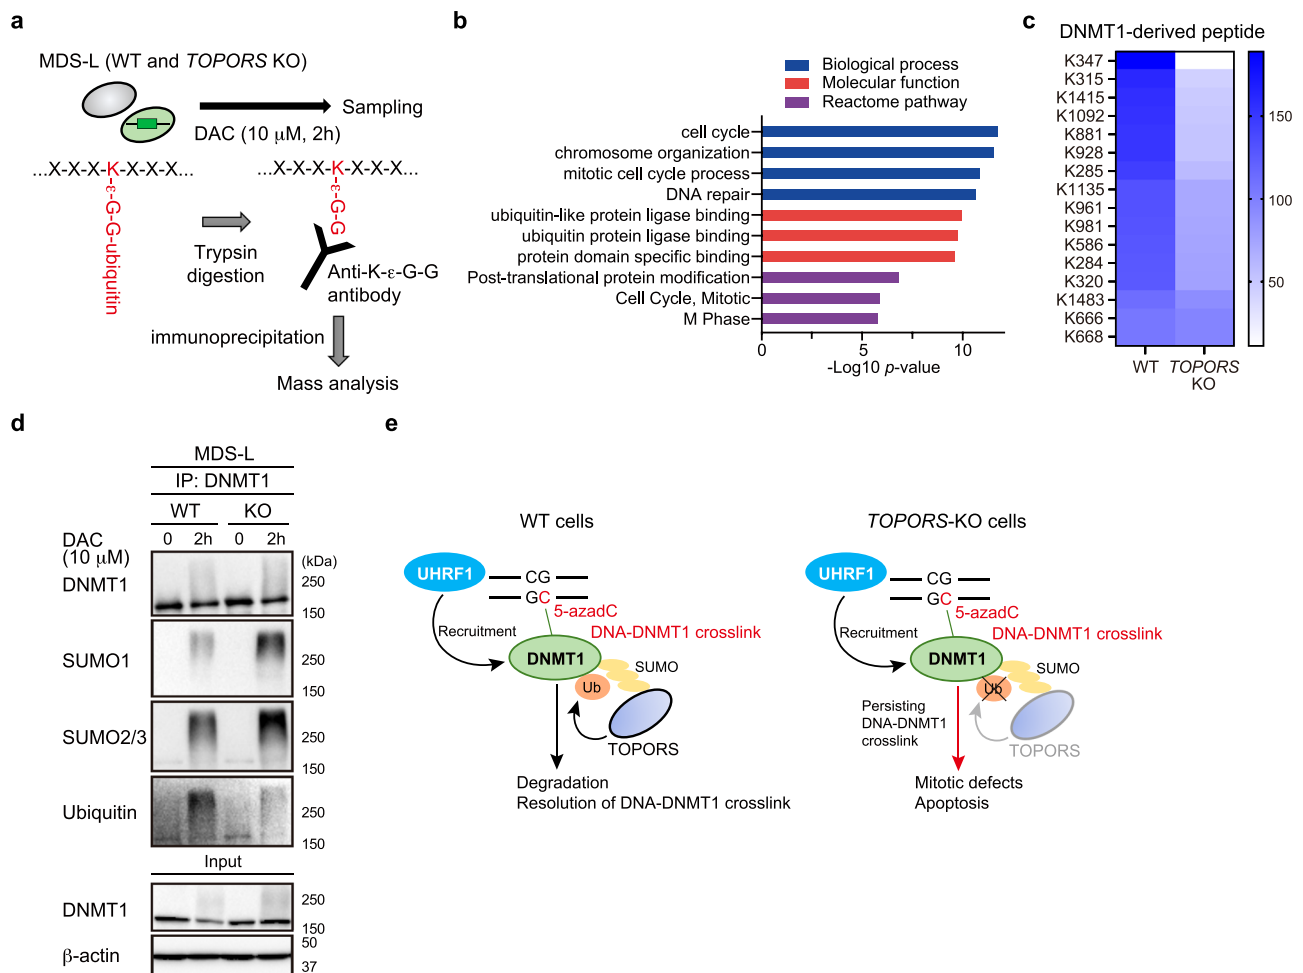 a
MDS-L (WT and TOPORS KO)
Sampling
DAC (10 μM, 2h)
...X-X-X-K-X-X-X...
ε-G-G-ubiquitin
Trypsin
digestion
...X-X-X-K-X-X-X...
ε-G-G
Anti-K-ε-G-G
antibody
immunoprecipitation
Mass analysis
b
Biological process
Molecular function
Reactome pathway
cell cycle
chromosome organization
mitotic cell cycle process
DNA repair
ubiquitin-like protein ligase binding
ubiquitin protein ligase binding
protein domain specific binding
Post-translational protein modification
Cell Cycle, Mitotic
M Phase
0 5 10
-Log10 p-value
c
DNMT1-derived peptide
K347
K315
K1415
K1092
K881
K928
K285
K1135
K961
K981
K586
K284
K320
K1483
K666
K668
WT TOPORS
KO
150
100
50
d
MDS-L
IP: DNMT1
WT KO
DAC
(10 μM)
0 2h 0 2h
(kDa)
DNMT1
250
150
SUMO1
250
150
SUMO2/3
250
150
Ubiquitin
250
150
Input
DNMT1
250
150
β-actin
50
37
e
WT cells
UHRF1
CG
GC
5-azadC
Recruitment
DNA-DNMT1 crosslink
DNMT1
SUMO
Ub
TOPORS
Degradation
Resolution of DNA-DNMT1 crosslink
TOPORS-KO cells
UHRF1
CG
GC
5-azadC
Recruitment
DNA-DNMT1 crosslink
DNMT1
SUMO
Ub
Persisting
DNA-DNMT1
crosslink
TOPORS
Mitotic defects
Apoptosis